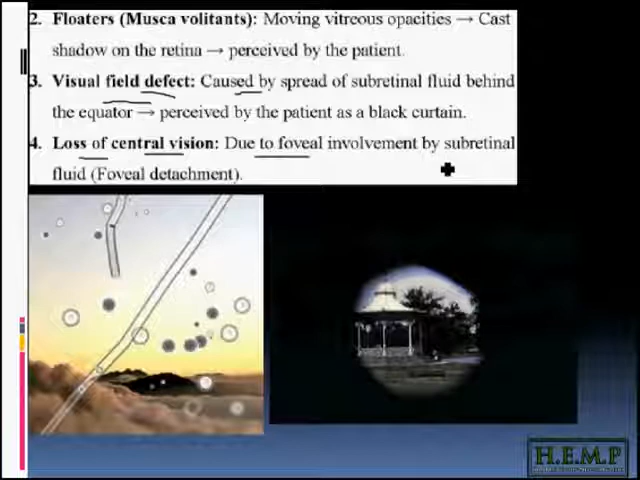 2. Floaters (Musca volitants): Moving vitreous opacities → Cast
shadow on the retina → perceived by the patient.
3. Visual field defect: Caused by spread of subretinal fluid behind
the equator → perceived by the patient as a black curtain.
4. Loss of central vision: Due to foveal involvement by subretinal
fluid (Foveal detachment).
H.E.M.P